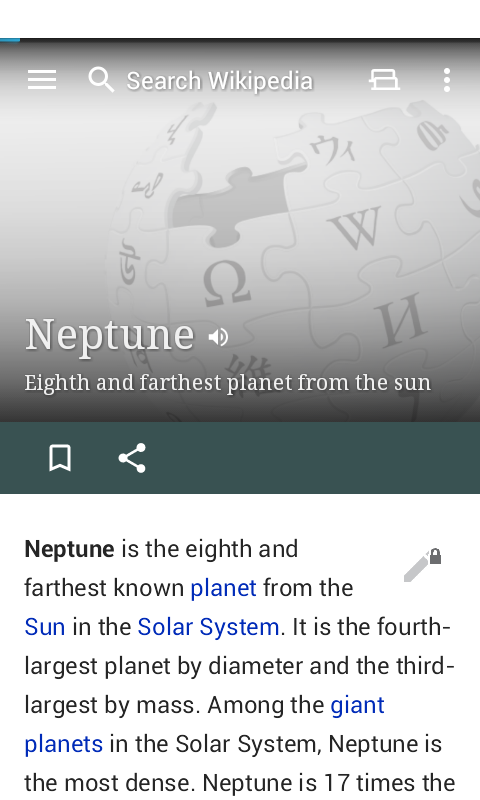 Search Wikipedia
ウィ
W
Ω
И
維
Neptune
Eighth and farthest planet from the sun
Neptune is the eighth and
farthest known planet from the
Sun in the Solar System. It is the fourth-
largest planet by diameter and the third-
largest by mass. Among the giant
planets in the Solar System, Neptune is
the most dense. Neptune is 17 times the